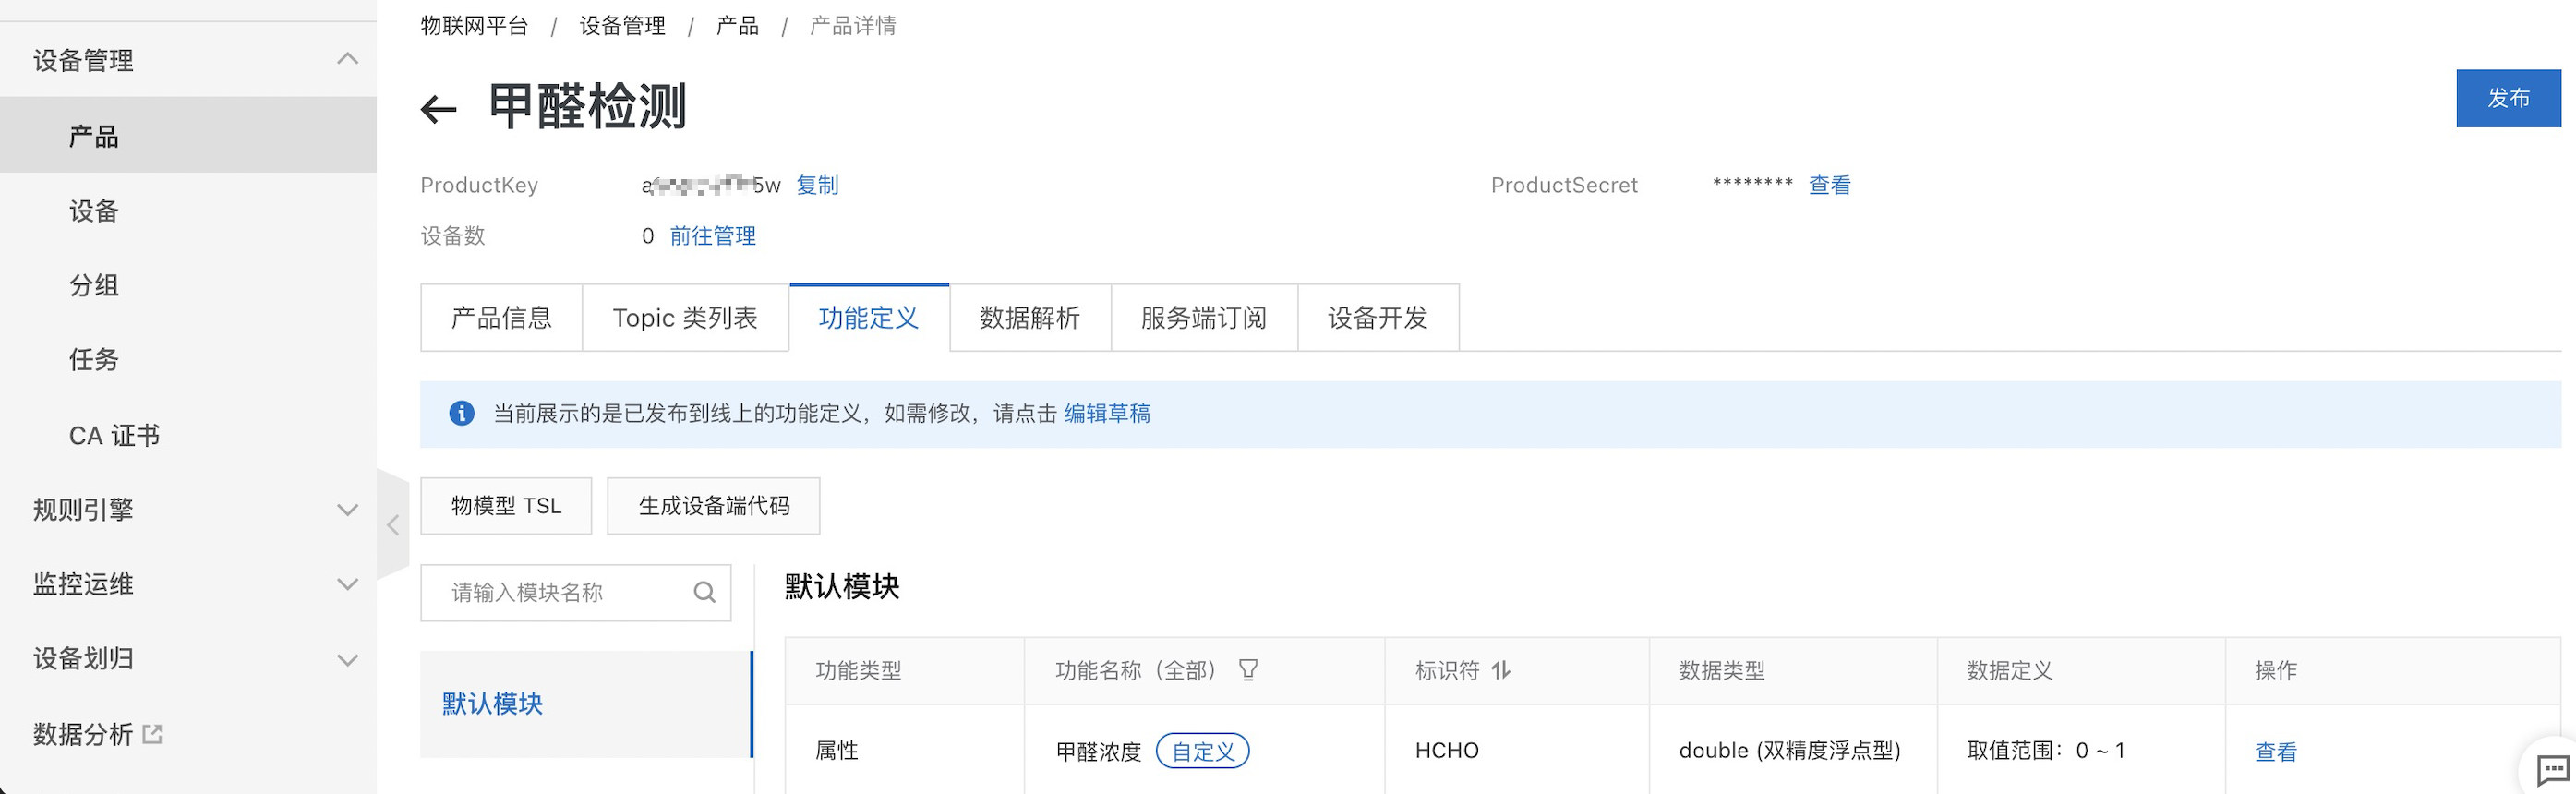 物联网平台 / 设备管理 / 产品 / 产品详情
设备管理
产品
设备
分组
任务
CA 证书
规则引擎
监控运维
设备划归
数据分析
甲醛检测
发布
ProductKey 复制
ProductSecret ******** 查看
设备数 0 前往管理
产品信息 Topic 类列表 功能定义 数据解析 服务端订阅 设备开发
当前展示的是已发布到线上的功能定义，如需修改，请点击 编辑草稿
物模型 TSL 生成设备端代码
请输入模块名称
默认模块
默认模块
功能类型 功能名称（全部） 标识符 数据类型 数据定义 操作
属性 甲醛浓度 自定义 HCHO double (双精度浮点型) 取值范围：0 ~ 1 查看